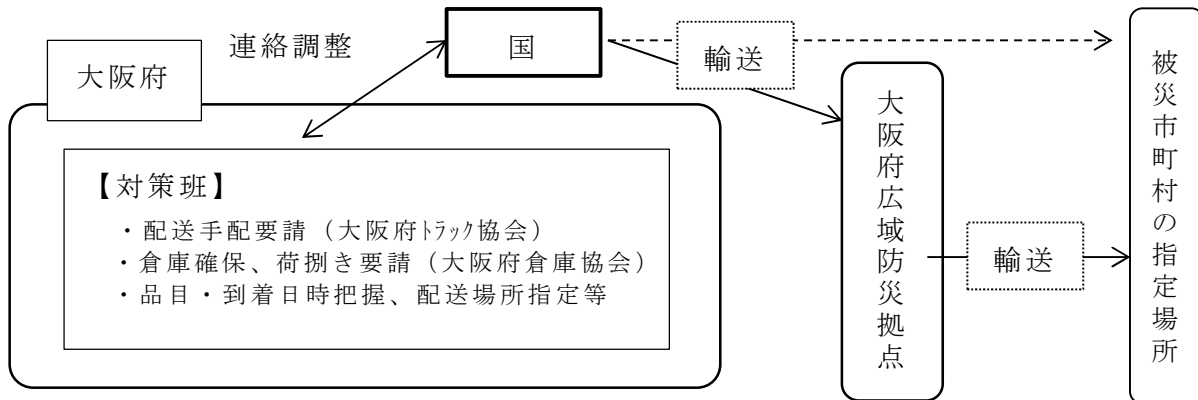 連絡調整
国
輸送
大阪府
【対策班】
・配送手配要請（大阪府ﾄﾗｯｸ協会）
・倉庫確保、荷捌き要請（大阪府倉庫協会）
・品目・到着日時把握、配送場所指定等
大阪府広域防災拠点
輸送
被災市町村の指定場所